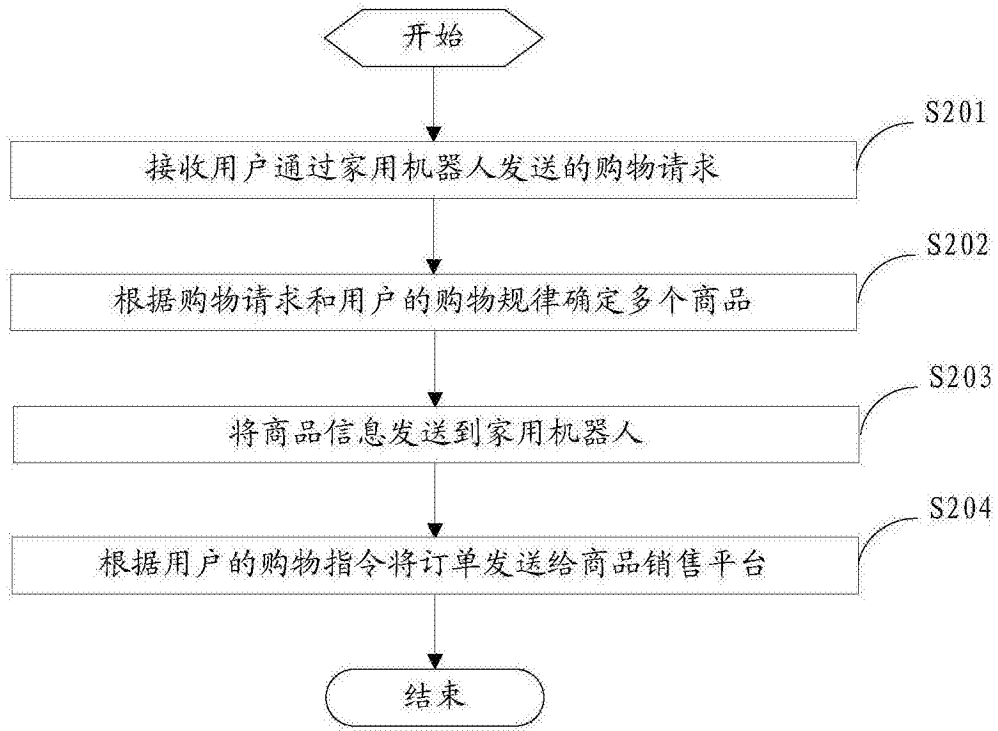 开始
S201
接收用户通过家用机器人发送的购物请求
S202
根据购物请求和用户的购物规律确定多个商品
S203
将商品信息发送到家用机器人
S204
根据用户的购物指令将订单发送给商品销售平台
结束